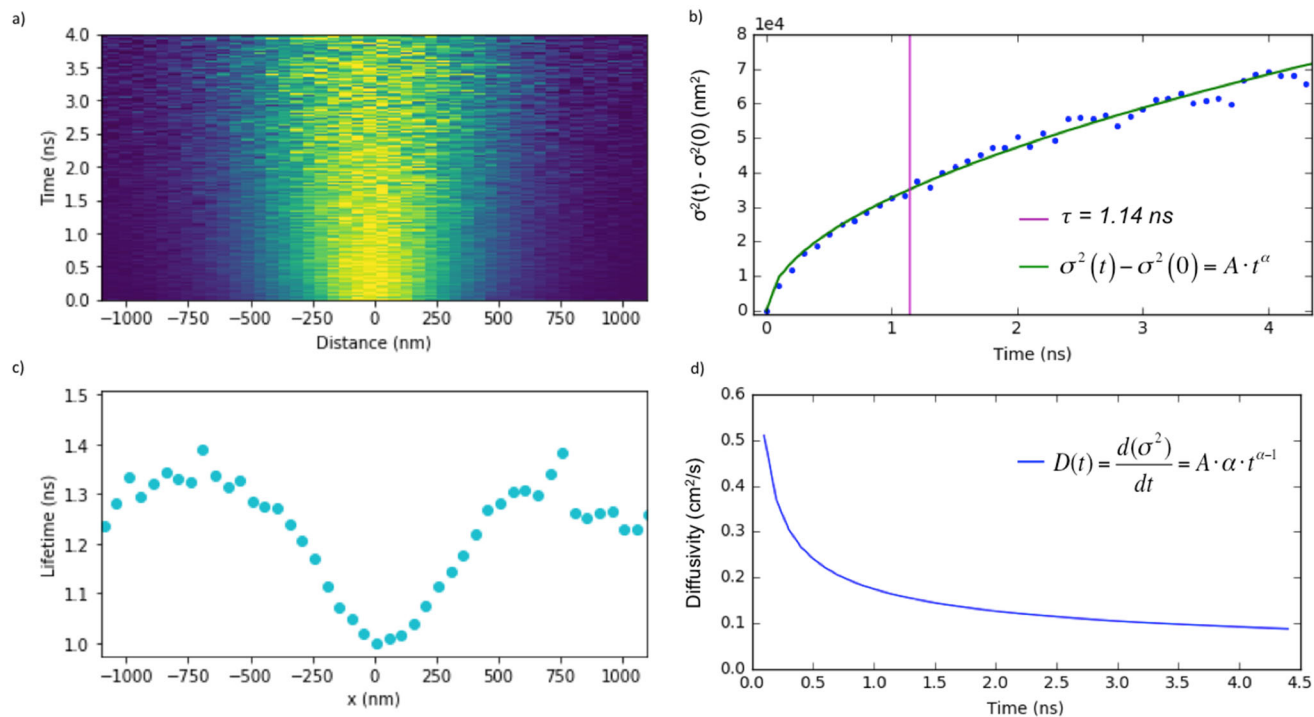 a)
4.0
3.5
3.0
2.5
2.0
1.5
1.0
0.5
0.0
Time (ns)
−1000 −750 −500 −250 0 250 500 750 1000
Distance (nm)
b)
1e4
8
7
6
5
4
3
2
1
0
σ²(t) - σ²(0) (nm²)
τ = 1.14 ns
σ²(t) − σ²(0) = A · t^α
0 1 2 3 4
Time (ns)
c)
1.5
1.4
1.3
1.2
1.1
1.0
Lifetime (ns)
−1000 −750 −500 −250 0 250 500 750 1000
x (nm)
d)
0.6
0.5
0.4
0.3
0.2
0.1
0.0
Diffusivity (cm²/s)
D(t) = d(σ²)/dt = A · α · t^(α−1)
0.0 0.5 1.0 1.5 2.0 2.5 3.0 3.5 4.0 4.5
Time (ns)